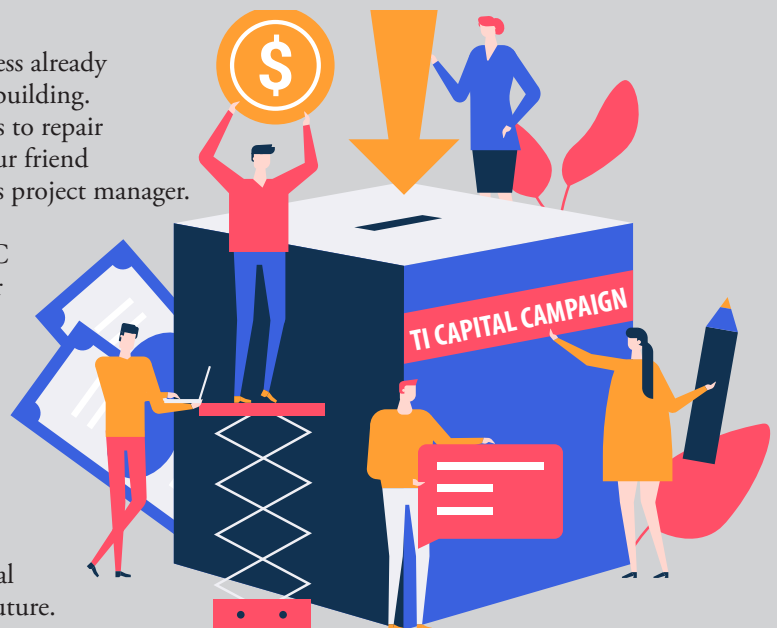 ess already
building.
s to repair
ur friend
s project manager.
C
r
$
TI CAPITAL CAMPAIGN
al
uture.